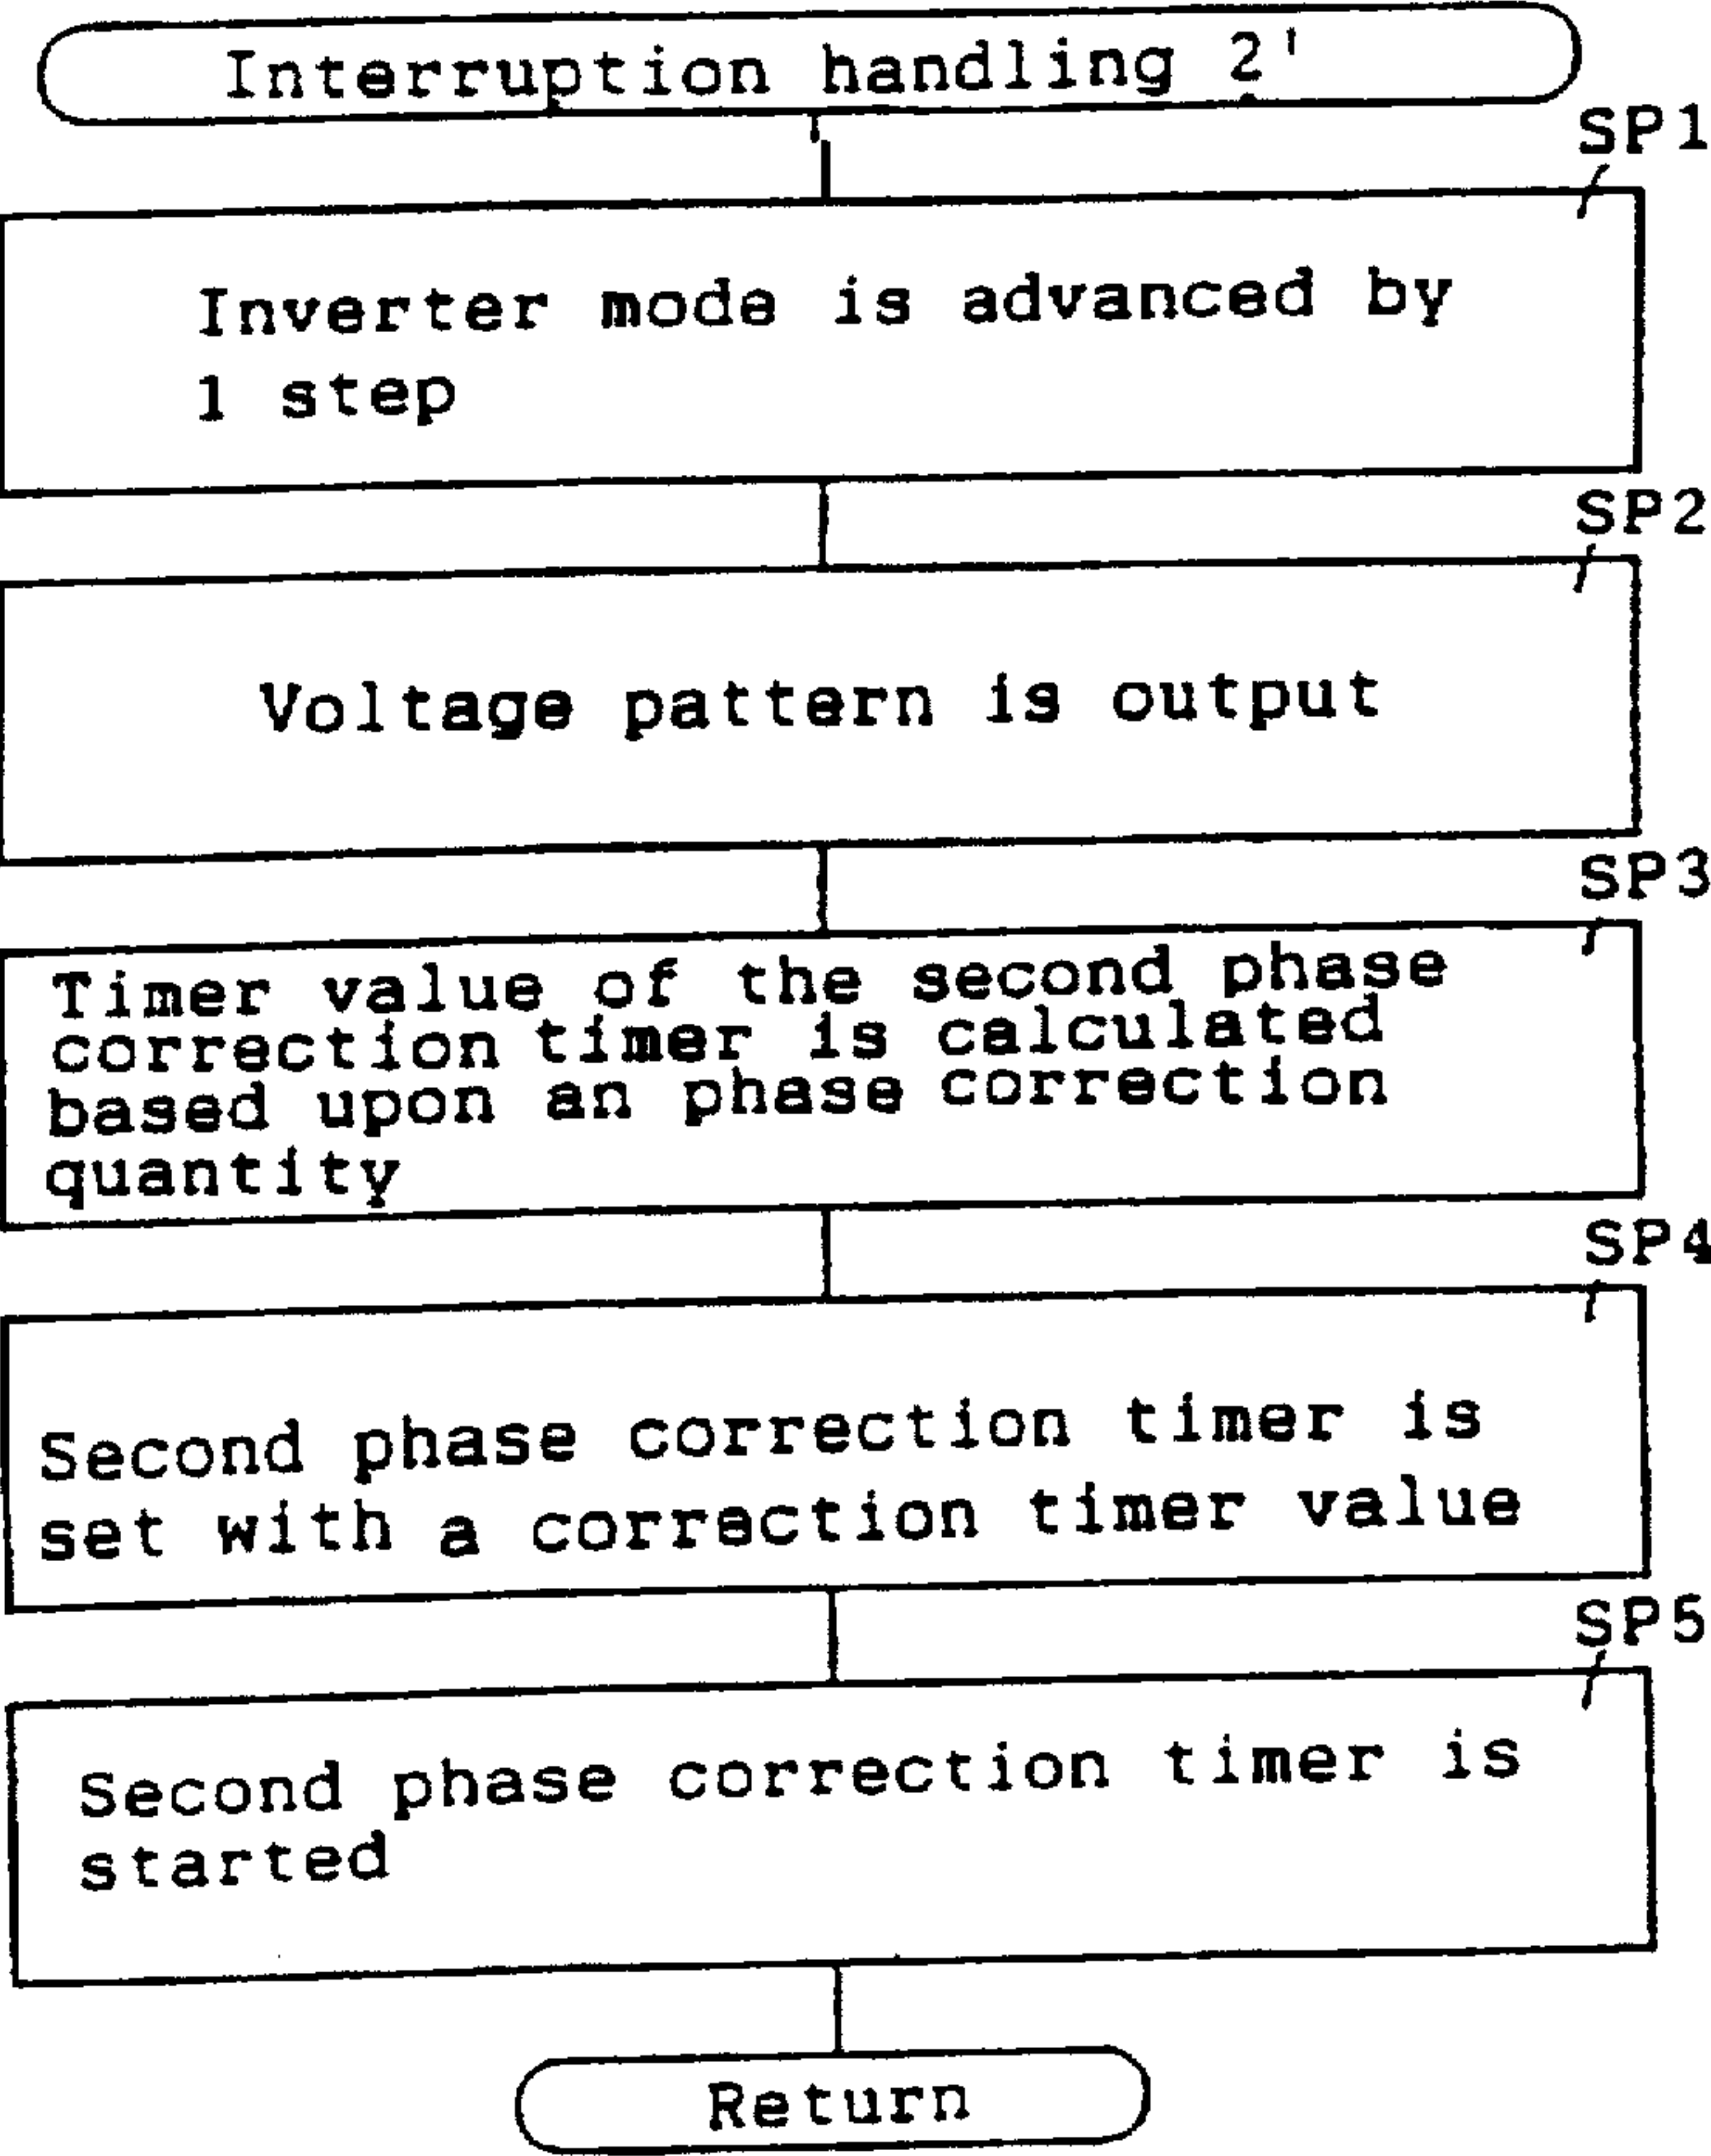 Interruption handling 2'
SP1
Inverter mode is advanced by
1 step
SP2
Voltage pattern is output
SP3
Timer value of the second phase
correction timer is calculated
based upon an phase correction
quantity
SP4
Second phase correction timer is
set with a correction timer value
SP5
Second phase correction timer is
started
Return